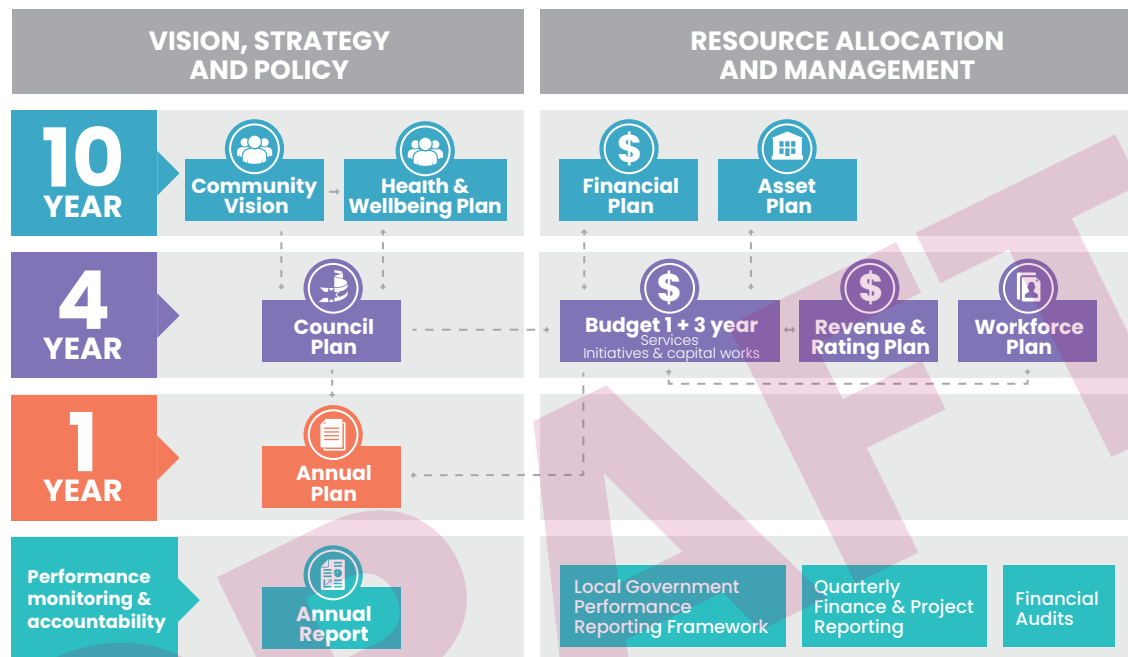 VISION, STRATEGY
AND POLICY
RESOURCE ALLOCATION
AND MANAGEMENT
10
YEAR
Community
Vision
Health &
Wellbeing Plan
Financial
Plan
Asset
Plan
4
YEAR
Council
Plan
Budget 1 + 3 year
Services
Initiatives & capital works
Revenue &
Rating Plan
Workforce
Plan
1
YEAR
Annual
Plan
Performance
monitoring &
accountability
Annual
Report
Local Government
Performance
Reporting Framework
Quarterly
Finance & Project
Reporting
Financial
Audits
DRAFT